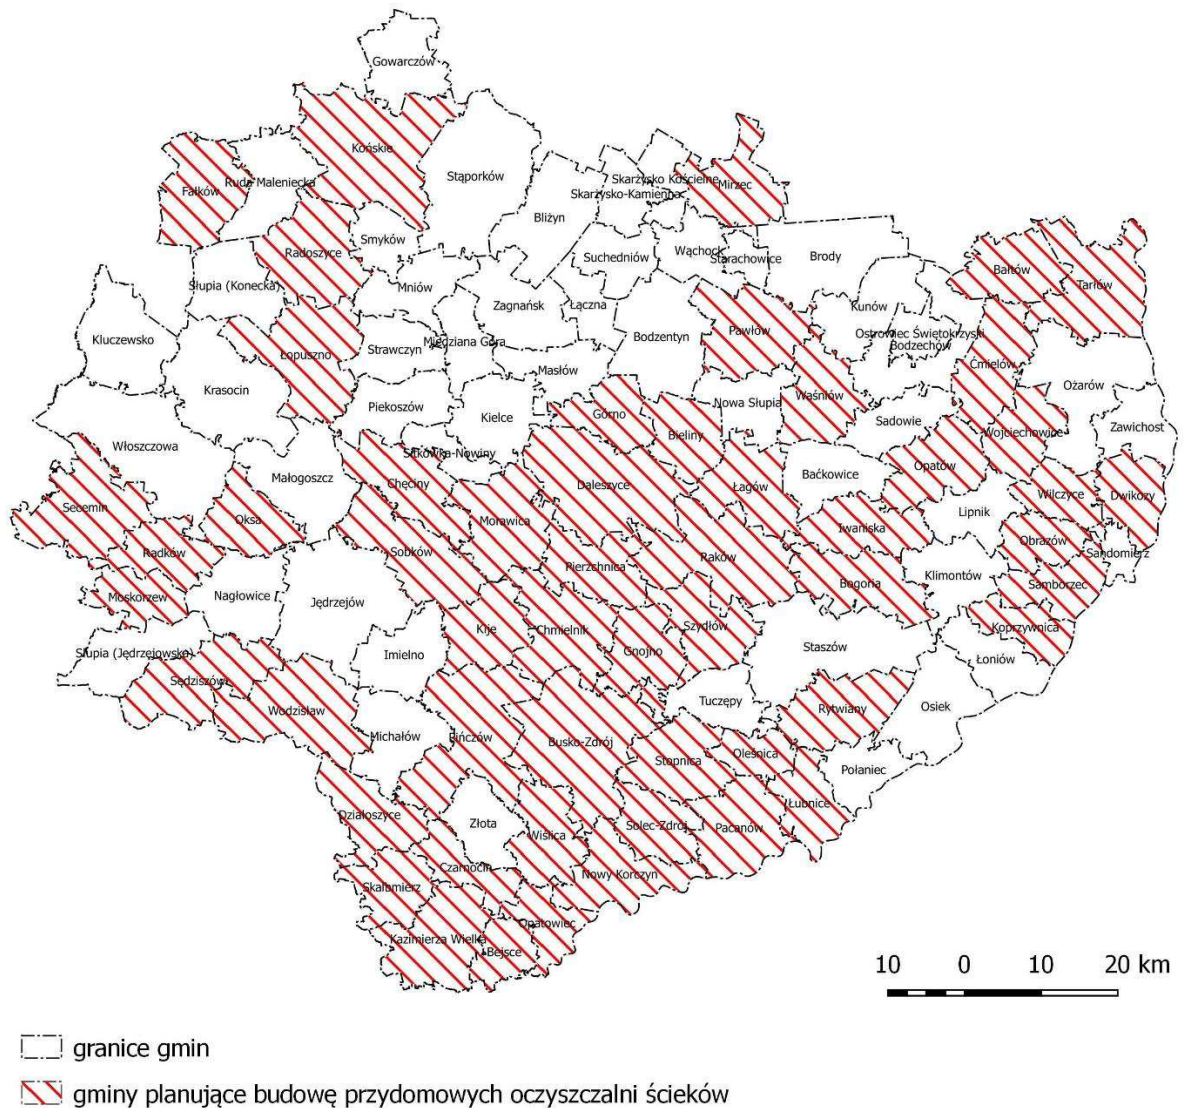 Gowarczów
Końskie
Stąporków
Fałków
Ruda Maleniecka
Skarżysko Kościelne
Skarżysko-Kamienna
Mirzec
Bliżyn
Smyków
Radoszyce
Suchedniów
Wąchock
Starachowice
Brody
Bałtów
Tarłów
Słupia (Konecka)
Mniów
Zagnańsk
Łączna
Kunów
Kluczewsko
Łopuszno
Strawczyn
Miedziana Góra
Bodzentyn
Pawłów
Ostrowiec Świętokrzyski
Bodzechów
Ćmielów
Krasocin
Masłów
Ożarów
Piekoszów
Kielce
Górno
Nowa Słupia
Waśniów
Sadowie
Zawichost
Włoszczowa
Sitkówka-Nowiny
Bieliny
Wojciechowice
Małogoszcz
Chęciny
Daleszyce
Łagów
Baćkowice
Opatów
Wilczyce
Dwikozy
Secemin
Oksa
Morawica
Iwaniska
Lipnik
Radków
Sobków
Pierzchnica
Raków
Obrazów
Sandomierz
Moskorzew
Nagłowice
Jędrzejów
Bogoria
Klimontów
Samborzec
Kije
Chmielnik
Szydłów
Koprzywnica
Słupia (Jędrzejowska)
Imielno
Gnojno
Staszów
Łoniów
Sędziszów
Wodzisław
Tuczępy
Rytwiany
Osiek
Michałów
Pińczów
Busko-Zdrój
Stopnica
Oleśnica
Połaniec
Działoszyce
Złota
Wiślica
Solec-Zdrój
Pacanów
Łubnice
Czarnocin
Nowy Korczyn
Skalbmierz
Opatowiec
Kazimierza Wielka
Bejsce
10 0 10 20 km
granice gmin
gminy planujące budowę przydomowych oczyszczalni ścieków